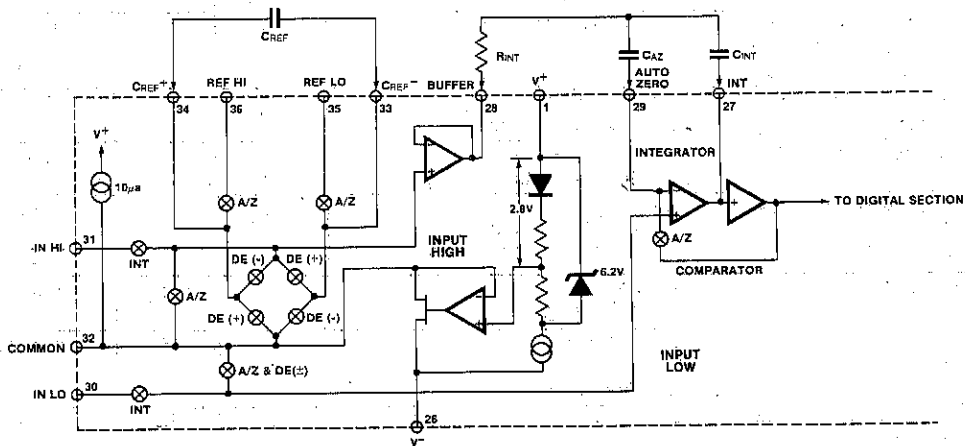 CREF
RINT
CAZ
CINT
CREF+
REF HI
REF LO
CREF-
BUFFER
V+
AUTO
ZERO
INT
34
36
35
33
28
1
29
27
V+
10µa
A/Z
A/Z
INTEGRATOR
2.8V
TO DIGITAL SECTION
A/Z
COMPARATOR
31
IN HI
INT
INPUT
HIGH
DE (-)
DE (+)
6.2V
A/Z
DE (+)
DE (-)
32
COMMON
INPUT
LOW
A/Z & DE(±)
30
IN LO
INT
26
V-